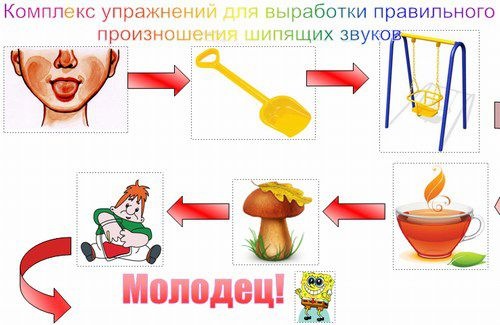 Комплекс упражнений для выработки правильного
произношения шипящих звуков
Молодец!